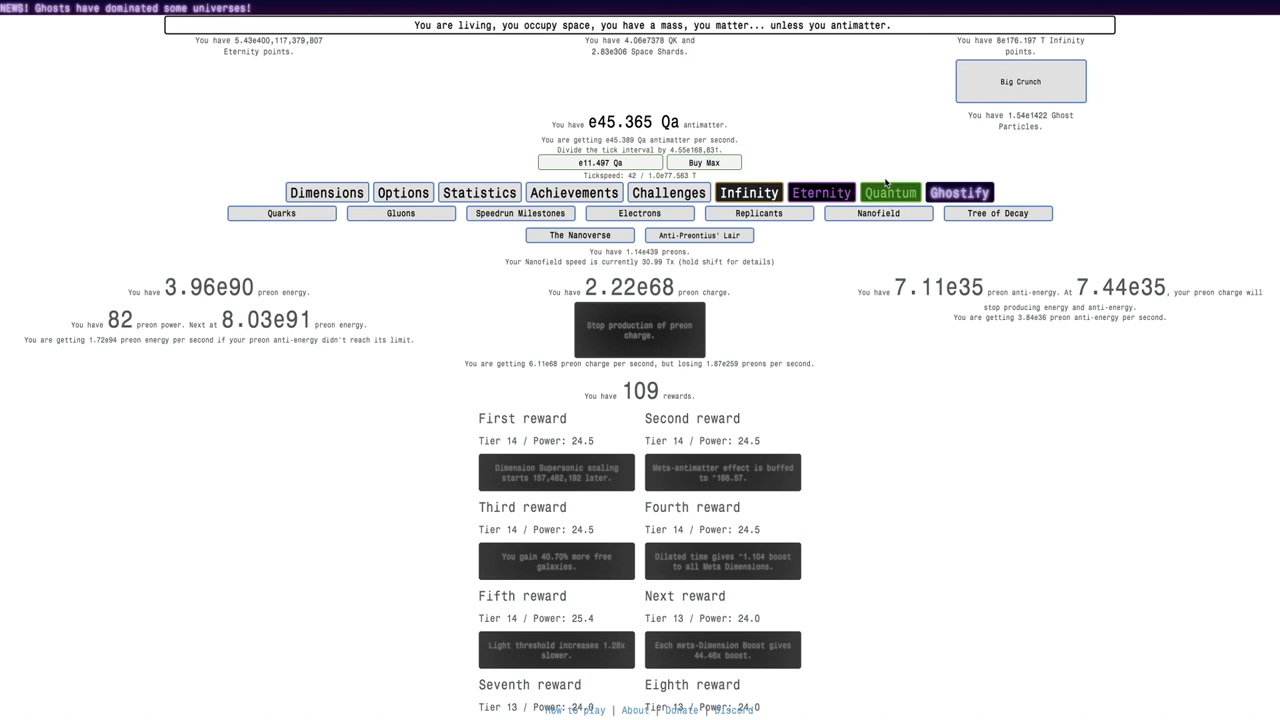 NEWS! Ghosts have dominated some universes!
You are living, you occupy space, you have a mass, you matter... unless you antimatter.
You have 5.43e400,117,379,807
Eternity points.
You have 4.06e7378 QK and
2.83e306 Space Shards.
You have 8e176.197 T Infinity
points.
Big Crunch
You have 1.54e1422 Ghost
Particles.
You have e45.365 Qa antimatter.
You are getting e45.389 Qa antimatter per second.
Divide the tick interval by 4.55e168,831.
e11.497 Qa
Buy Max
Tickspeed: 42 / 1.0e77.563 T
Dimensions
Options
Statistics
Achievements
Challenges
Infinity
Eternity
Quantum
Ghostify
Quarks
Gluons
Speedrun Milestones
Electrons
Replicants
Nanofield
Tree of Decay
The Nanoverse
Anti-Preontius' Lair
You have 1.14e439 preons.
Your Nanofield speed is currently 30.99 Tx (hold shift for details)
You have 3.96e90 preon energy.
You have 82 preon power. Next at 8.03e91 preon energy.
You are getting 1.72e94 preon energy per second if your preon anti-energy didn't reach its limit.
You have 2.22e68 preon charge.
Stop production of preon
charge.
You are getting 6.11e68 preon charge per second, but losing 1.87e259 preons per second.
You have 7.11e35 preon anti-energy. At 7.44e35, your preon charge will
stop producing energy and anti-energy.
You are getting 3.84e36 preon anti-energy per second.
You have 109 rewards.
First reward
Tier 14 / Power: 24.5
Dimension Supersonic scaling
starts 157,462,192 later.
Second reward
Tier 14 / Power: 24.5
Meta-antimatter effect is buffed
to ^166.57.
Third reward
Tier 14 / Power: 24.5
You gain 40.70% more free
galaxies.
Fourth reward
Tier 14 / Power: 24.5
Dilated time gives ^1.104 boost
to all Meta Dimensions.
Fifth reward
Tier 14 / Power: 25.4
Light threshold increases 1.28x
slower.
Next reward
Tier 13 / Power: 24.0
Each meta-Dimension Boost gives
44.46x boost.
Seventh reward
Tier 13 / Power: 24.0
Eighth reward
Tier 13 / Power: 24.0
How to play | About | Donate | Discord